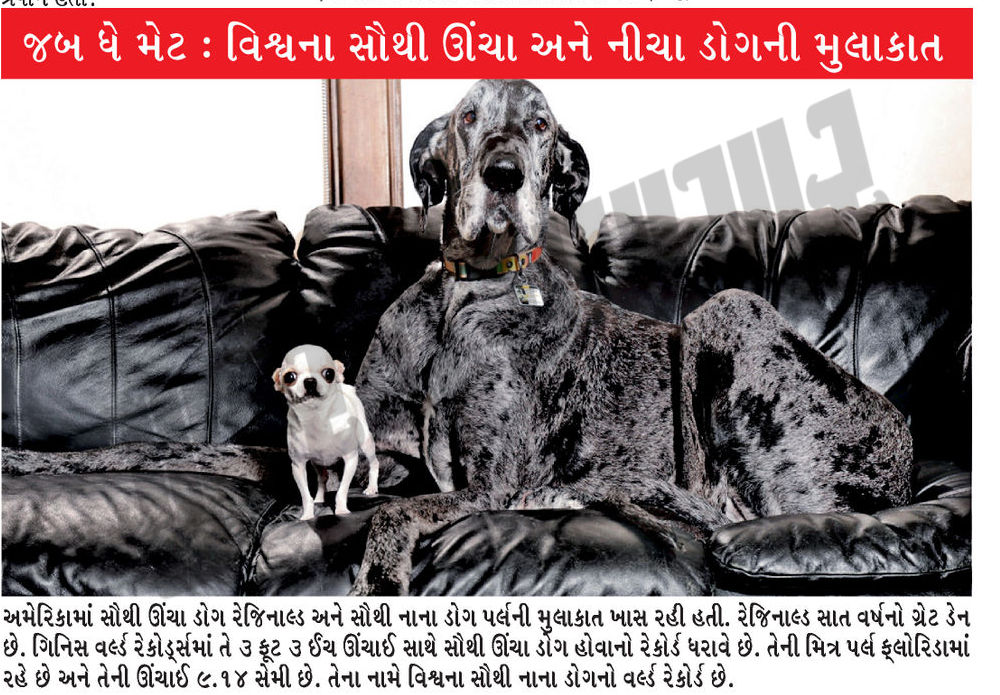 જબ ધે મેટ : વિશ્વના સૌથી ઊંચા અને નીચા ડોગની મુલાકાત
અમેરિકામાં સૌથી ઊંચા ડોગ રેજિનાલ્ડ અને સૌથી નાના ડોગ પર્લની મુલાકાત ખાસ રહી હતી. રેજિનાલ્ડ સાત વર્ષનો ગ્રેટ ડેન
છે. ગિનિસ વર્લ્ડ રેકોર્ડ્સમાં તે ૩ ફૂટ ૩ ઈંચ ઊંચાઈ સાથે સૌથી ઊંચા ડોગ હોવાનો રેકોર્ડ ધરાવે છે. તેની મિત્ર પર્લ ફ્લોરિડામાં
રહે છે અને તેની ઊંચાઈ ૯.૧૪ સેમી છે. તેના નામે વિશ્વના સૌથી નાના ડોગનો વર્લ્ડ રેકોર્ડ છે.